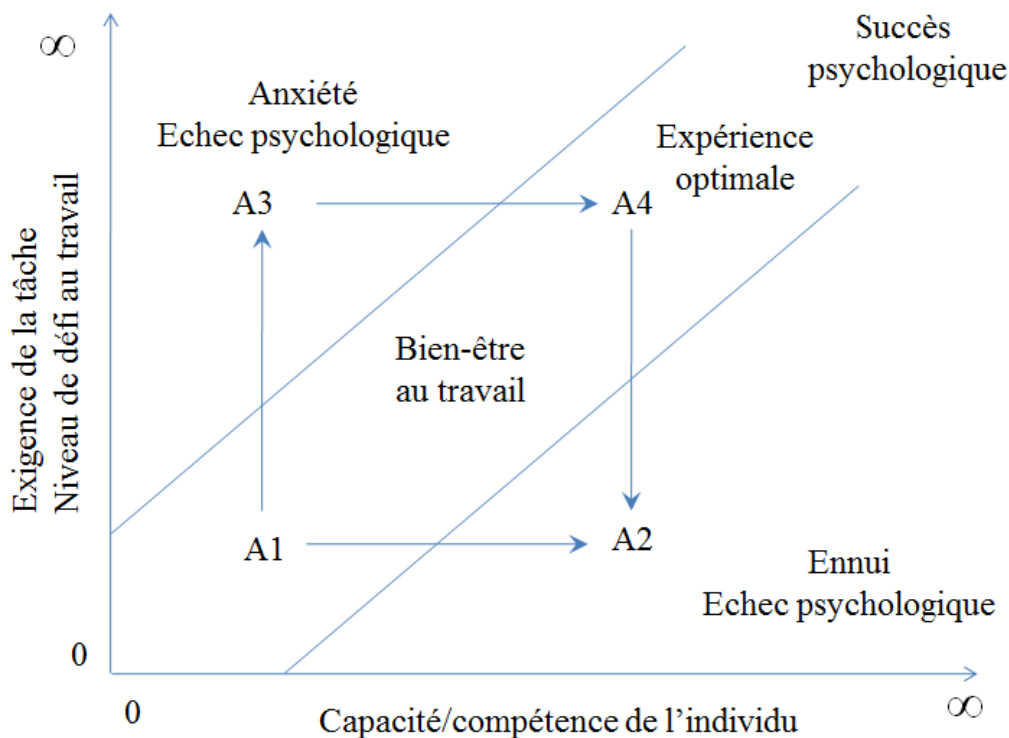 ∞
Succès
psychologique
Anxiété
Echec psychologique
Expérience
optimale
A3
A4
Exigence de la tâche
Niveau de défi au travail
Bien-être
au travail
A1
A2
Ennui
Echec psychologique
0
0
Capacité/compétence de l’individu
∞